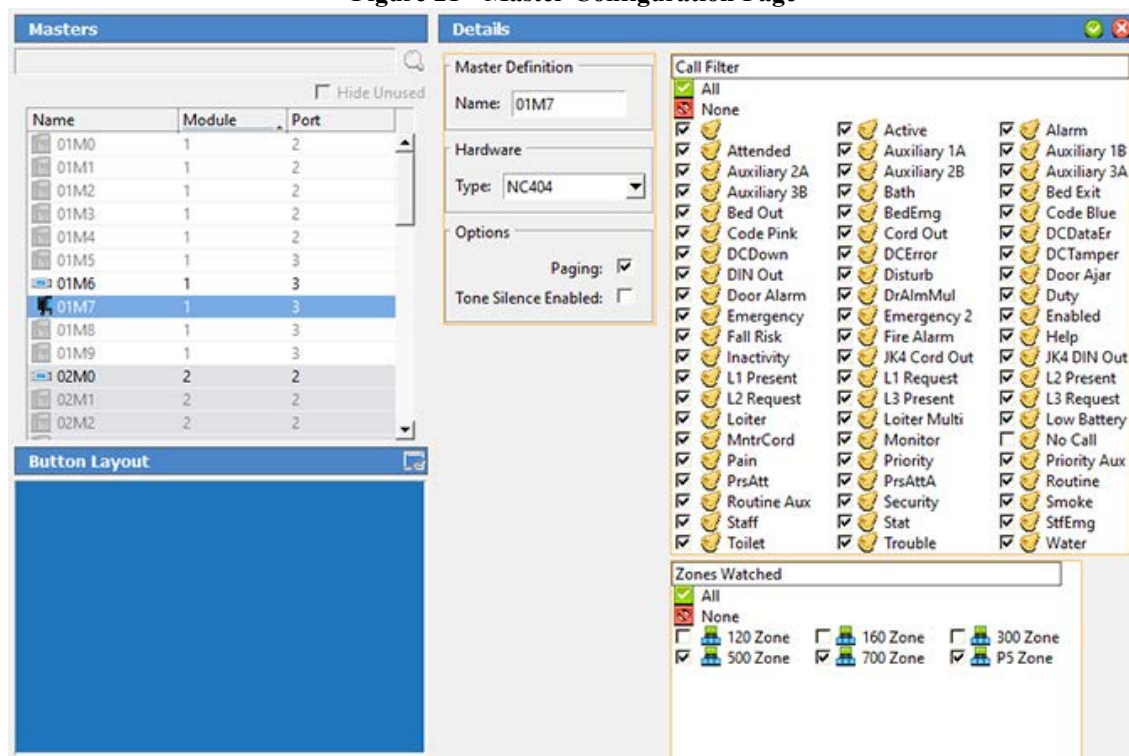 Figure 21 - Master Configuration Page
Masters
Hide Unused
Name Module Port
01M0 1 2
01M1 1 2
01M2 1 2
01M3 1 2
01M4 1 2
01M5 1 3
01M6 1 3
01M7 1 3
01M8 1 3
01M9 1 3
02M0 2 2
02M1 2 2
02M2 2 2
Button Layout
Details
Master Definition
Name: 01M7
Hardware
Type: NC404
Options
Paging:
Tone Silence Enabled:
Call Filter
All
None
Active Alarm
Attended Auxiliary 1A Auxiliary 1B
Auxiliary 2A Auxiliary 2B Auxiliary 3A
Auxiliary 3B Bath Bed Exit
Bed Out BedEmg Code Blue
Code Pink Cord Out DCDataEr
DCDown DCError DCTamper
DIN Out Disturb Door Ajar
Door Alarm DrAlmMul Duty
Emergency Emergency 2 Enabled
Fall Risk Fire Alarm Help
Inactivity JK4 Cord Out JK4 DIN Out
L1 Present L1 Request L2 Present
L2 Request L3 Present L3 Request
Loiter Loiter Multi Low Battery
MntrCord Monitor No Call
Pain Priority Priority Aux
PrsAtt PrsAttA Routine
Routine Aux Security Smoke
Staff Stat StfEmg
Toilet Trouble Water
Zones Watched
All
None
120 Zone 160 Zone 300 Zone
500 Zone 700 Zone P5 Zone